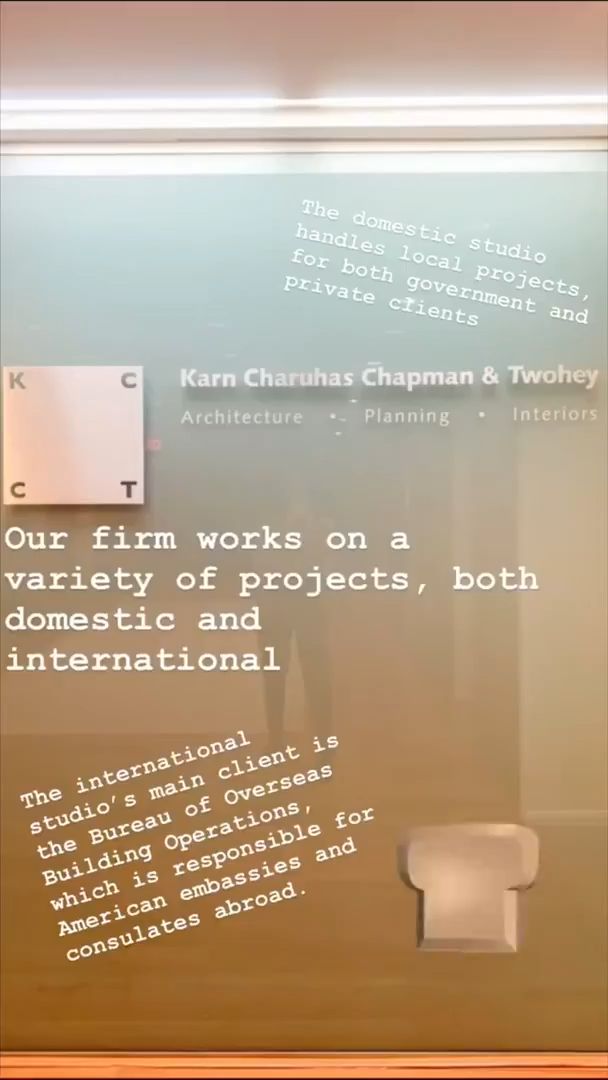 The domestic studio
handles local projects,
for both government and
private clients
K C
C T
Karn Charuhas Chapman & Twohey
Architecture • Planning • Interiors
Our firm works on a
variety of projects, both
domestic and
international
The international
studio's main client is
the Bureau of Overseas
Building Operations,
which is responsible for
American embassies and
consulates abroad.